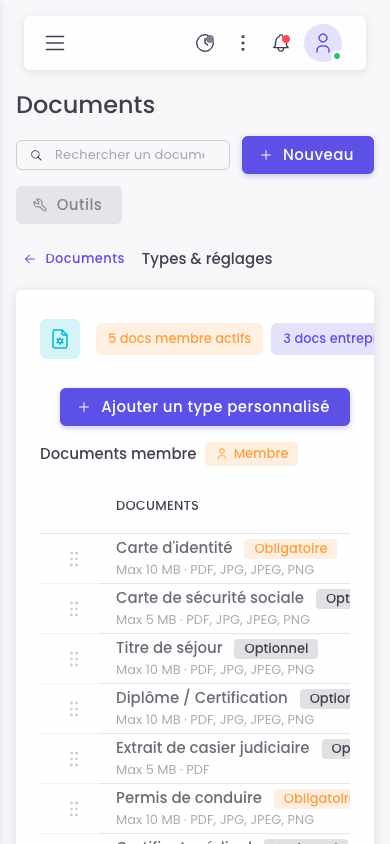 Documents
Rechercher un docume
Nouveau
Outils
Documents Types & réglages
5 docs membre actifs 3 docs entrep
Ajouter un type personnalisé
Documents membre Membre
DOCUMENTS
Carte d'identité Obligatoire
Max 10 MB · PDF, JPG, JPEG, PNG
Carte de sécurité sociale Opt
Max 5 MB · PDF, JPG, JPEG, PNG
Titre de séjour Optionnel
Max 10 MB · PDF, JPG, JPEG, PNG
Diplôme / Certification Option
Max 10 MB · PDF, JPG, JPEG, PNG
Extrait de casier judiciaire Op
Max 5 MB · PDF
Permis de conduire Obligatoir
Max 10 MB · PDF, JPG, JPEG, PNG